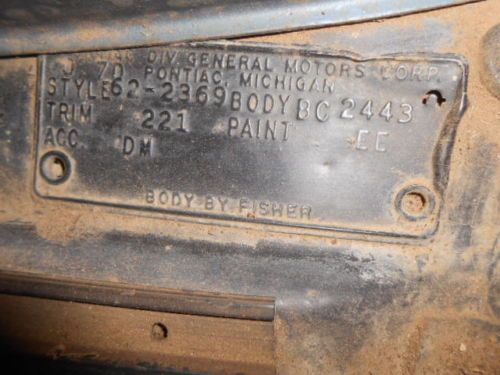 DIV. GENERAL MOTORS CORP.
7D PONTIAC, MICHIGAN
STYLE 62-2369 BODY BC 2443
TRIM 221 PAINT EE
ACC. DM
BODY BY FISHER